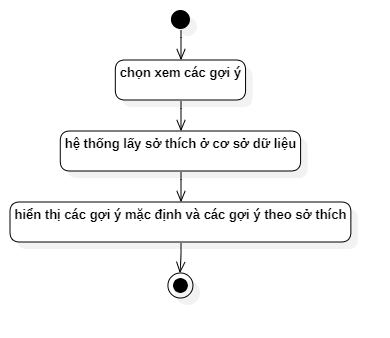 chọn xem các gợi ý
hệ thống lấy sở thích ở cơ sở dữ liệu
hiển thị các gợi ý mặc định và các gợi ý theo sở thích